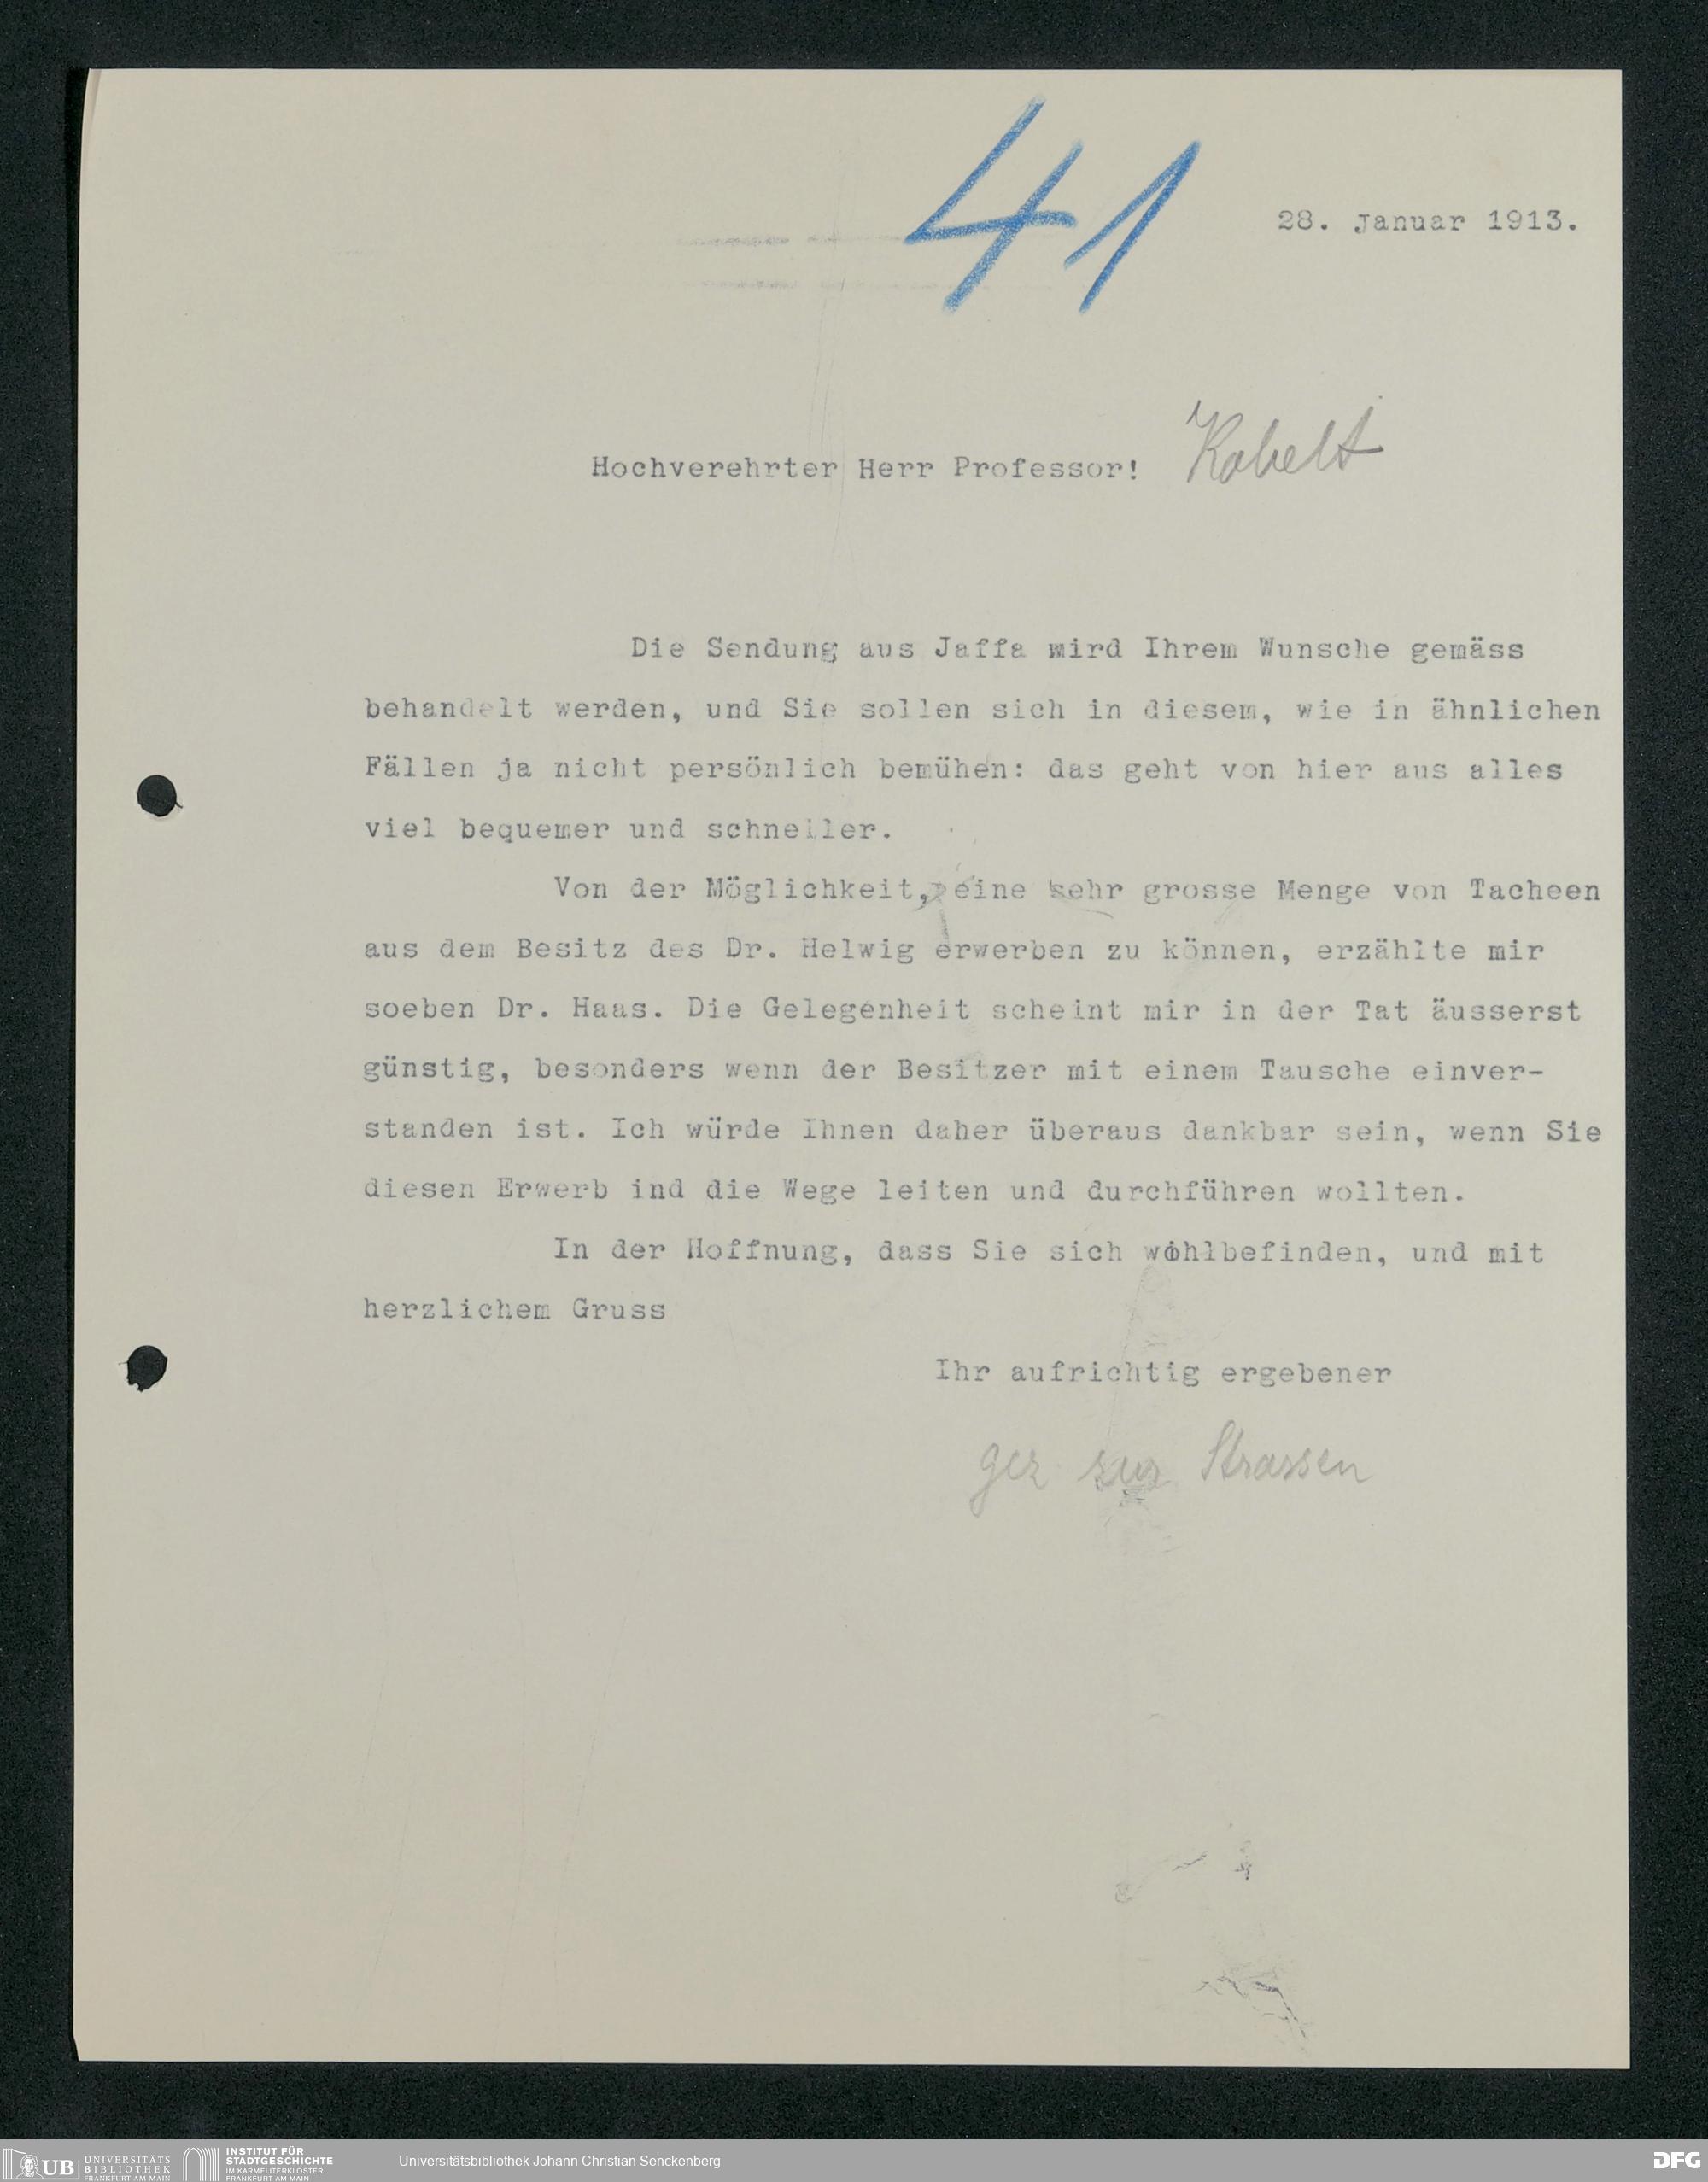 41
28. Januar 1913.
Hochverehrter Herr Professor! Kobelt
Die Sendung aus Jaffa wird Ihrem Wunsche gemäss
behandelt werden, und Sie sollen sich in diesem, wie in ähnlichen
Fällen ja nicht persönlich bemühen: das geht von hier aus alles
viel bequemer und schneller.
Von der Möglichkeit, eine sehr grosse Menge von Tacheen
aus dem Besitz des Dr. Helwig erwerben zu können, erzählte mir
soeben Dr. Haas. Die Gelegenheit scheint mir in der Tat äusserst
günstig, besonders wenn der Besitzer mit einem Tausche einver-
standen ist. Ich würde Ihnen daher überaus dankbar sein, wenn Sie
diesen Erwerb ind die Wege leiten und durchführen wollten.
In der Hoffnung, dass Sie sich wohlbefinden, und mit
herzlichem Gruss
Ihr aufrichtig ergebener
gez zur Strassen
UB UNIVERSITÄTS
BIBLIOTHEK
FRANKFURT AM MAIN
INSTITUT FÜR
STADTGESCHICHTE
IM KARMELITERKLOSTER
FRANKFURT AM MAIN
Universitätsbibliothek Johann Christian Senckenberg
DFG